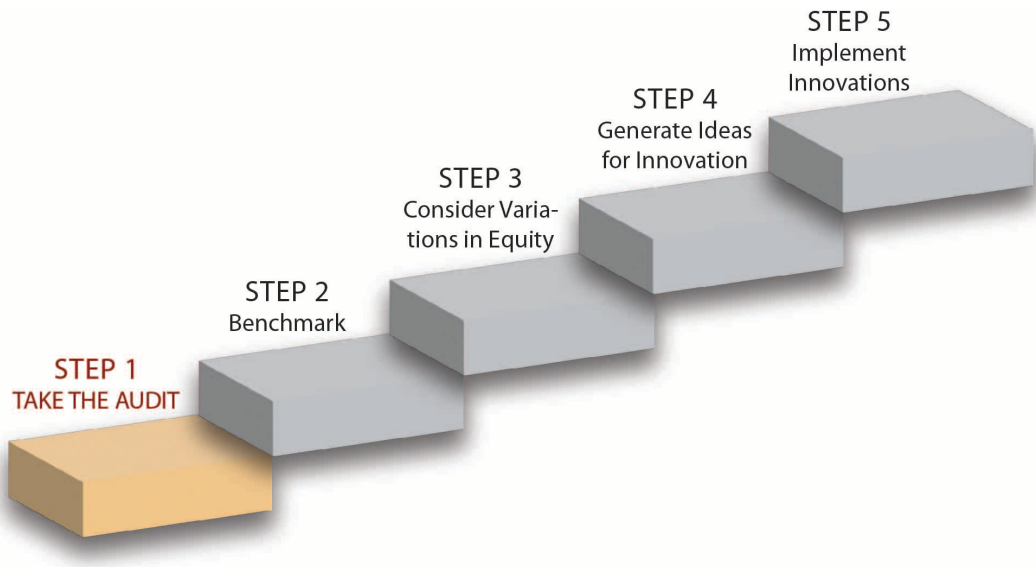 STEP 1
TAKE THE AUDIT
STEP 2
Benchmark
STEP 3
Consider Varia-
tions in Equity
STEP 4
Generate Ideas
for Innovation
STEP 5
Implement
Innovations